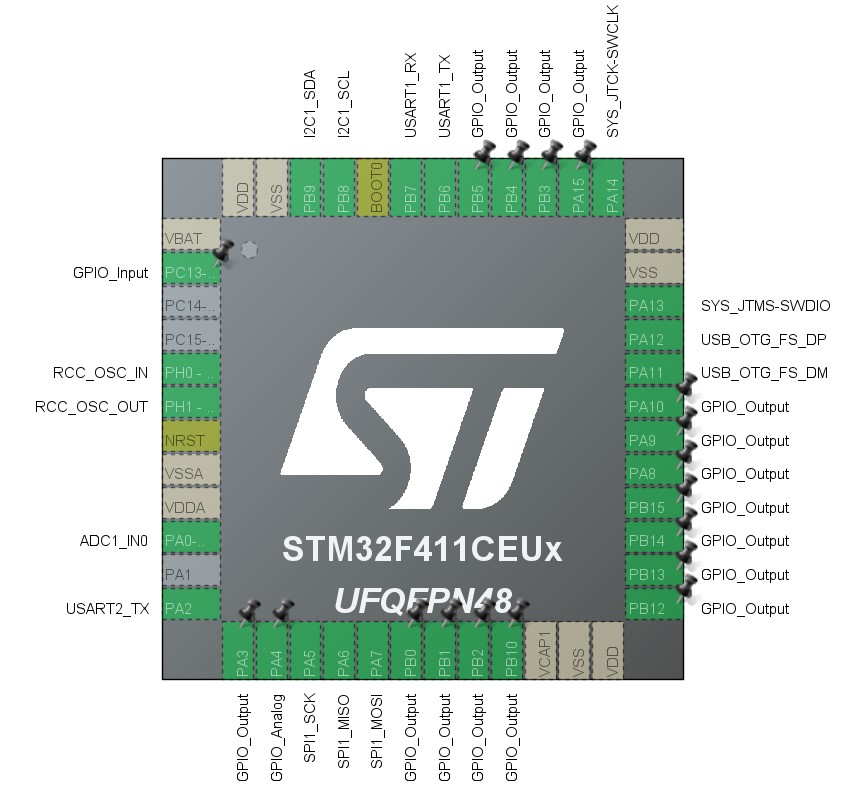 I2C1_SDA
I2C1_SCL
USART1_RX
USART1_TX
GPIO_Output
GPIO_Output
GPIO_Output
GPIO_Output
SYS_JTCK-SWCLK
VDD
VSS
PB9
PB8
BOOT0
PB7
PB6
PB5
PB4
PB3
PA15
PA14
VBAT
GPIO_Input PC13-..
PC14-..
PC15-..
RCC_OSC_IN PH0 - ..
RCC_OSC_OUT PH1 - ..
NRST
VSSA
VDDA
ADC1_IN0 PA0-..
PA1
USART2_TX PA2
VDD
VSS
PA13 SYS_JTMS-SWDIO
PA12 USB_OTG_FS_DP
PA11 USB_OTG_FS_DM
PA10 GPIO_Output
PA9 GPIO_Output
PA8 GPIO_Output
PB15 GPIO_Output
PB14 GPIO_Output
PB13 GPIO_Output
PB12 GPIO_Output
ST
STM32F411CEUx
UFQFPN48
PA3
PA4
PA5
PA6
PA7
PB0
PB1
PB2
PB10
VCAP1
VSS
VDD
GPIO_Output
GPIO_Analog
SPI1_SCK
SPI1_MISO
SPI1_MOSI
GPIO_Output
GPIO_Output
GPIO_Output
GPIO_Output